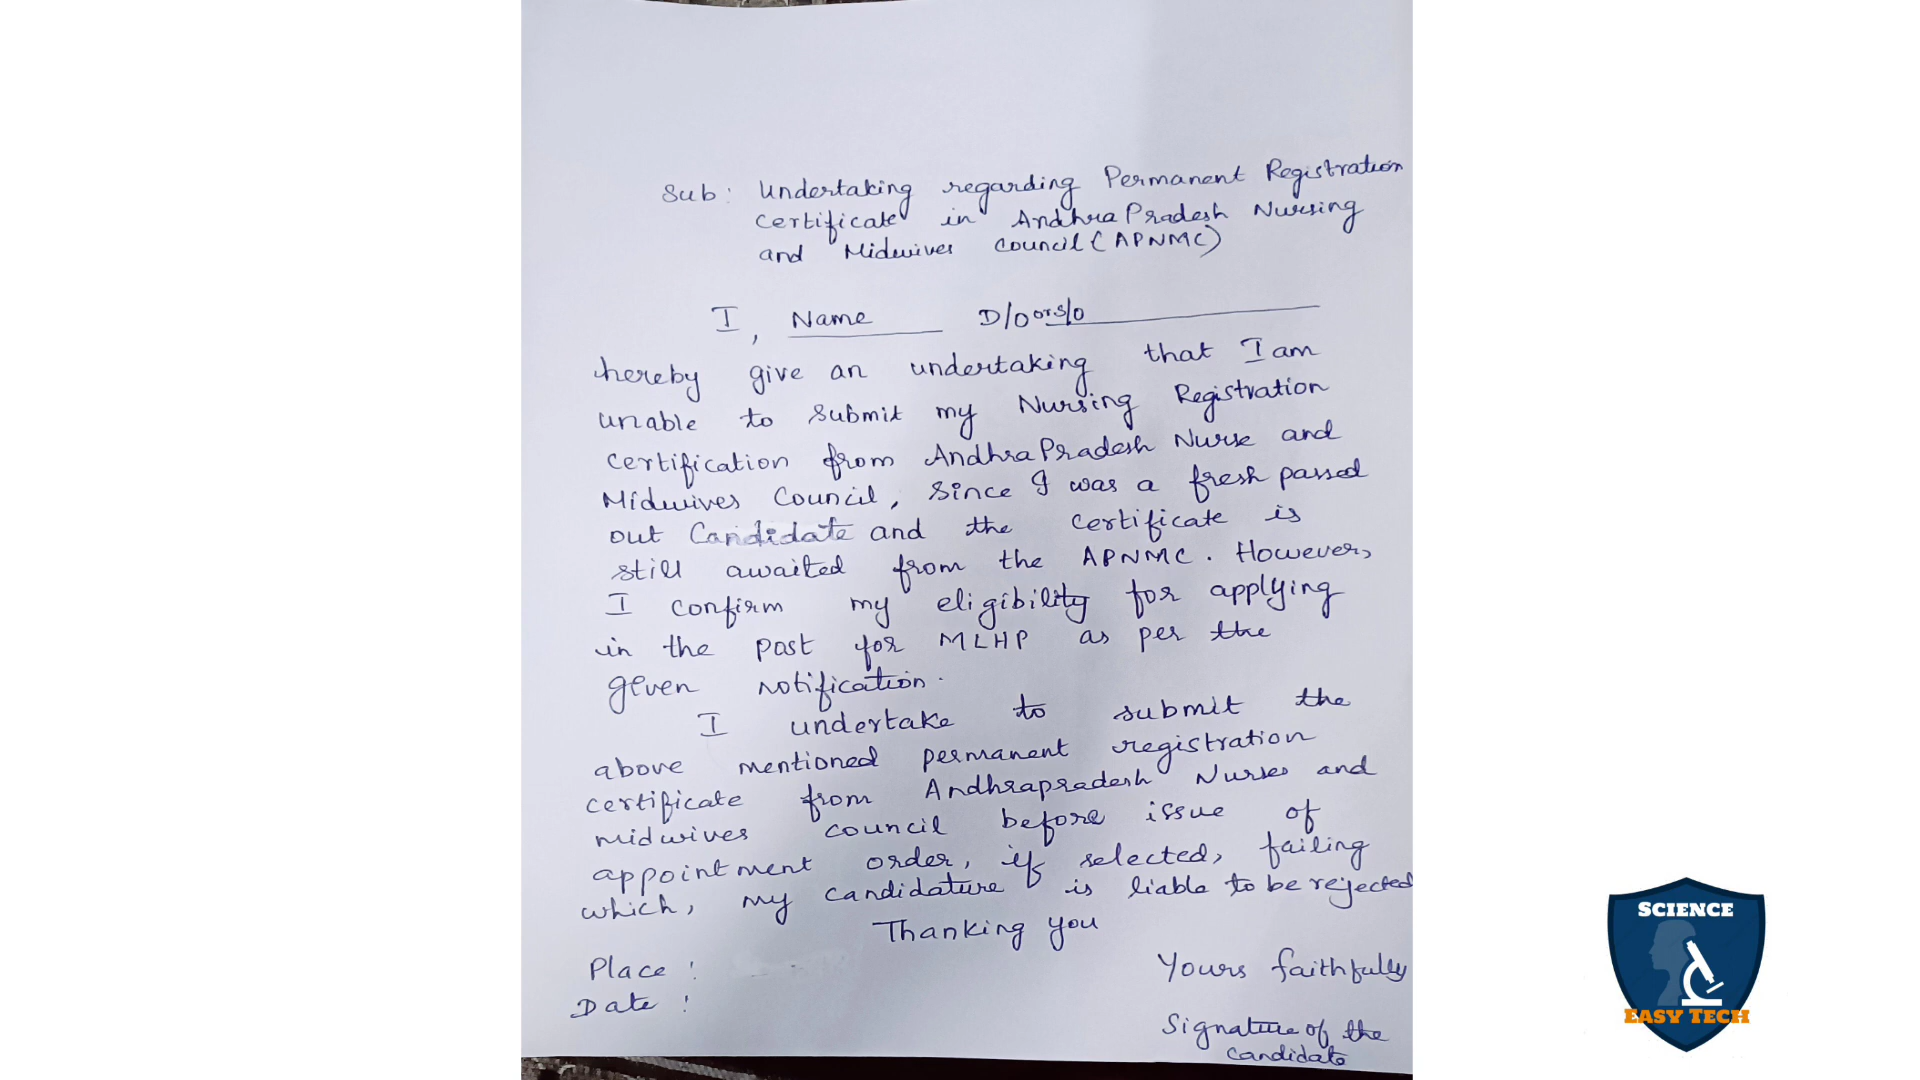 Sub: Undertaking regarding Permanent Registration
certificate in Andhra Pradesh Nursing
and Midwives Council (APNMC)
I, Name D/o or S/o
hereby give an undertaking that I am
unable to submit my Nursing Registration
certification from Andhra Pradesh Nurse and
Midwives Council, since I was a fresh passed
out Candidate and the certificate is
still awaited from the APNMC. However,
I confirm my eligibility for applying
in the post for MLHP as per the
given notification.
I undertake to submit the
above mentioned permanent registration
certificate from Andhrapradesh Nurses and
midwives council before issue of
appointment order, if selected, failing
which, my candidature is liable to be rejected
Thanking you
Place :
Date :
Yours faithfully
Signature of the
candidate
SCIENCE
EASY TECH